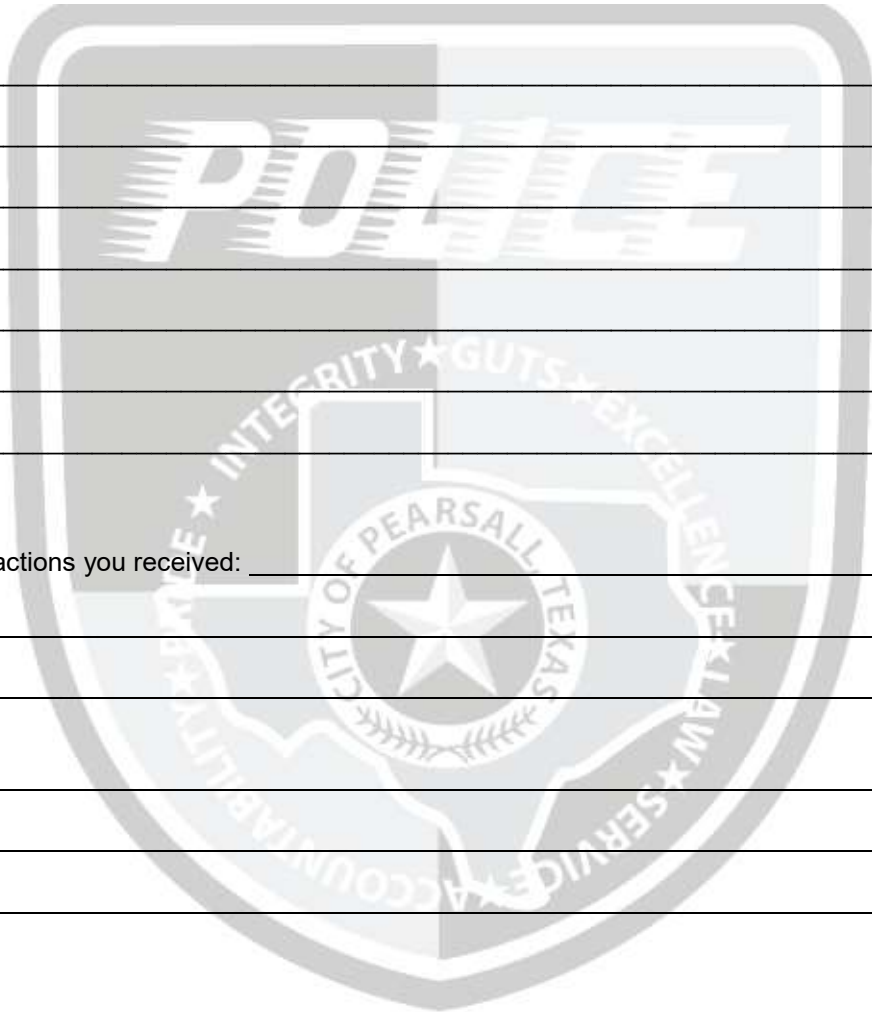 POLICE
INTEGRITY★GUTS★EXCELLENCE★LAW★SERVICE★ACCOUNTABILITY★PRIDE★
CITY OF PEARSALL, TEXAS
actions you received: